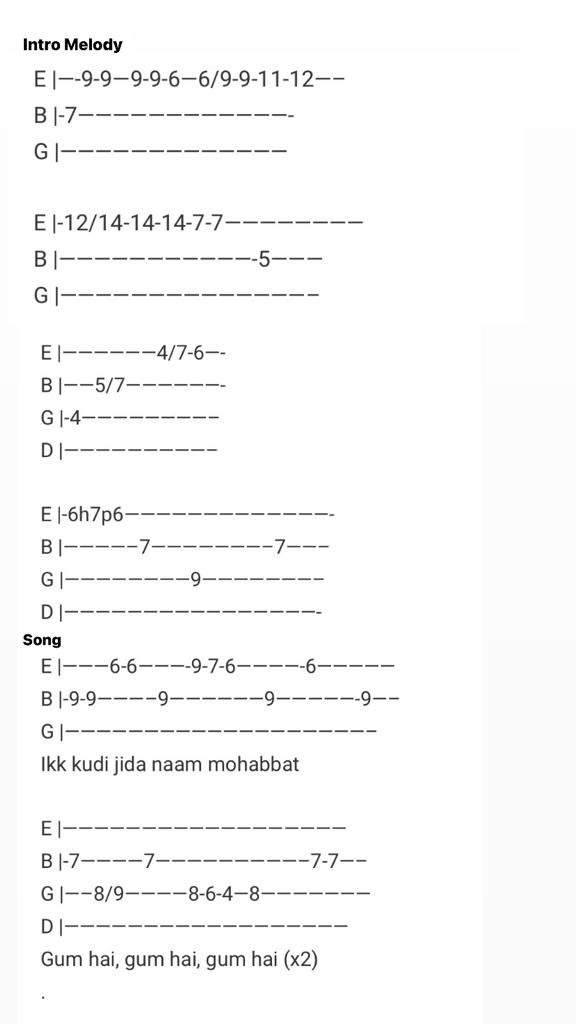 Intro Melody
E |—-9-9—9-9-6—6/9-9-11-12——
B |-7—————————————-
G |——————————————

E |-12/14-14-14-7-7—————————
B |————————————-5———
G |————————————————

E |——————4/7-6—-
B |——5/7——————-
G |-4—————————
D |——————————

E |-6h7p6—————————————-
B |—————7————————7———
G |————————9————————
D |————————————————-
Song
E |———6-6———-9-7-6————-6—————
B |-9-9————9——————9—————-9——
G |————————————————————
Ikk kudi jida naam mohabbat

E |——————————————————
B |-7————7——————————7-7——
G |——8/9————8-6-4—8———————
D |——————————————————
Gum hai, gum hai, gum hai (x2)
.